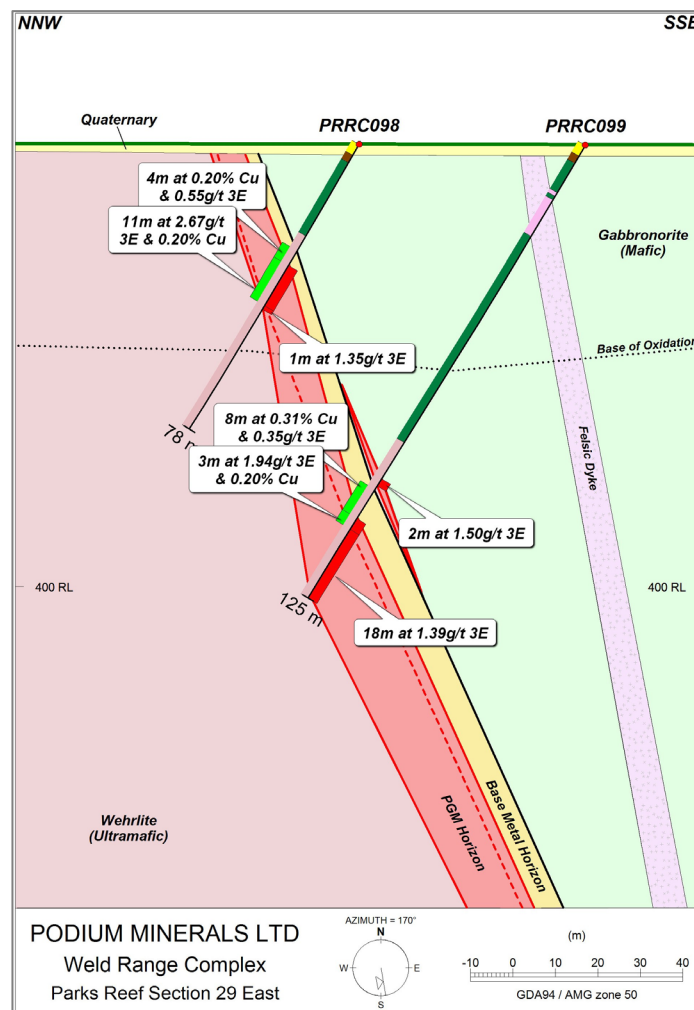 NNW
SSE
Quaternary
PRRC098
PRRC099
4m at 0.20% Cu
& 0.55g/t 3E
11m at 2.67g/t
3E & 0.20% Cu
Gabbronorite
(Mafic)
Base of Oxidation
1m at 1.35g/t 3E
78 m
8m at 0.31% Cu
& 0.35g/t 3E
3m at 1.94g/t 3E
& 0.20% Cu
Felsic Dyke
2m at 1.50g/t 3E
400 RL
400 RL
125 m
18m at 1.39g/t 3E
Wehrlite
(Ultramafic)
PGM Horizon
Base Metal Horizon
PODIUM MINERALS LTD
Weld Range Complex
Parks Reef Section 29 East
AZIMUTH = 170°
N
W
E
S
(m)
-10 0 10 20 30 40
GDA94 / AMG zone 50